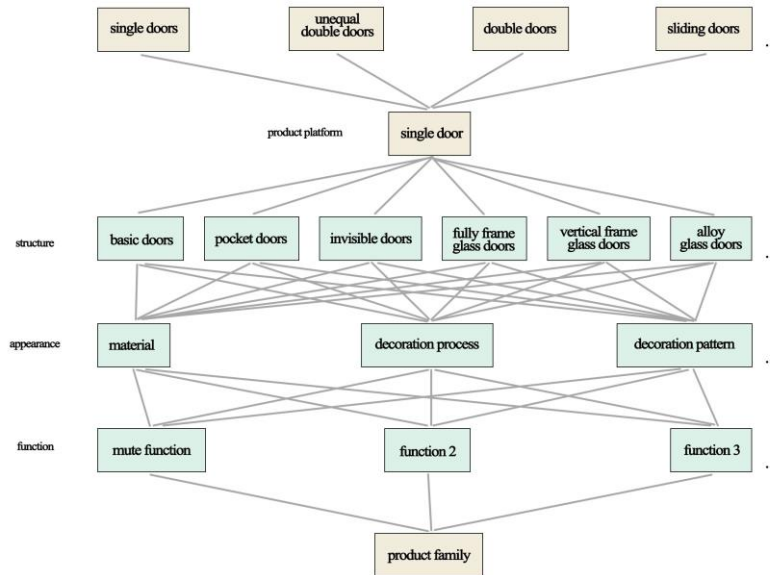 single doors
unequal
double doors
double doors
sliding doors
.
product platform
single door
structure
basic doors
pocket doors
invisible doors
fully frame
glass doors
vertical frame
glass doors
alloy
glass doors
.
appearance
material
decoration process
decoration pattern
.
function
mute function
function 2
function 3
.
product family